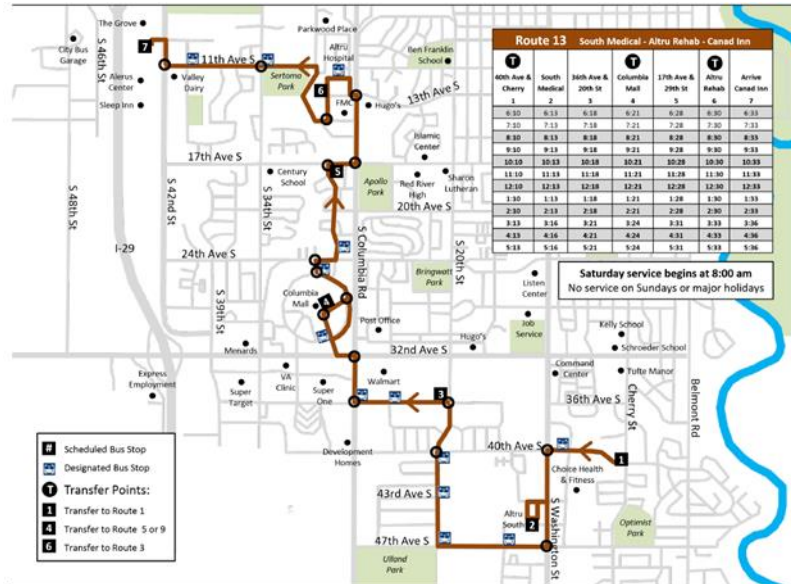 The Grove
Parkwood Place
City Bus
Garage
S 46th St
7
11th Ave S
Altru
Hospital
Ben Franklin
School
Alerus
Center
Valley
Dairy
Sertoma
Park
6
FMC
Hugo's
13th Ave S
Sleep Inn
Islamic
Center
17th Ave S
Century
School
5
Apollo
Park
Red River
High
Sharon
Lutheran
20th Ave S
S 48th St
S 42nd St
S 34th St
I-29
24th Ave S
S Columbia Rd
S 20th St
Bringwatt
Park
S 39th St
Columbia
Mall
4
Post Office
Listen
Center
Job
Service
Hugo's
Kelly School
Schroeder School
Menards
32nd Ave S
Command
Center
Tufte Manor
Express
Employment
VA
Clinic
Super
Target
Super
One
Walmart
3
36th Ave S
Cherry St
Belmont Rd
Development
Homes
40th Ave S
1
Choice Health
& Fitness
43rd Ave S
Altru
South
2
S Washington St
Optimist
Park
47th Ave S
Ulland
Park
Route 13 South Medical - Altru Rehab - Canad Inn
T T T
40th Ave & Cherry South Medical 36th Ave & 20th St Columbia Mall 17th Ave & 29th St Altru Rehab Arrive Canad Inn
1 2 3 4 5 6 7
6:10 6:13 6:18 6:21 6:28 6:30 6:33
7:10 7:13 7:18 7:21 7:28 7:30 7:33
8:10 8:13 8:18 8:21 8:28 8:30 8:33
9:10 9:13 9:18 9:21 9:28 9:30 9:33
10:10 10:13 10:18 10:21 10:28 10:30 10:33
11:10 11:13 11:18 11:21 11:28 11:30 11:33
12:10 12:13 12:18 12:21 12:28 12:30 12:33
1:10 1:13 1:18 1:21 1:28 1:30 1:33
2:10 2:13 2:18 2:21 2:28 2:30 2:33
3:13 3:16 3:21 3:24 3:31 3:33 3:36
4:13 4:16 4:21 4:24 4:31 4:33 4:36
5:13 5:16 5:21 5:24 5:31 5:33 5:36
Saturday service begins at 8:00 am
No service on Sundays or major holidays
# Scheduled Bus Stop
Designated Bus Stop
T Transfer Points:
1 Transfer to Route 1
4 Transfer to Route 5 or 9
6 Transfer to Route 3